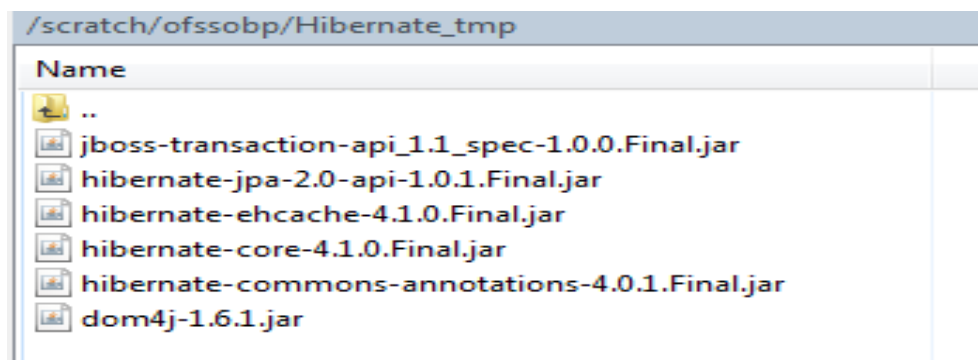 /scratch/ofssobp/Hibernate_tmp
Name
..
jboss-transaction-api_1.1_spec-1.0.0.Final.jar
hibernate-jpa-2.0-api-1.0.1.Final.jar
hibernate-ehcache-4.1.0.Final.jar
hibernate-core-4.1.0.Final.jar
hibernate-commons-annotations-4.0.1.Final.jar
dom4j-1.6.1.jar